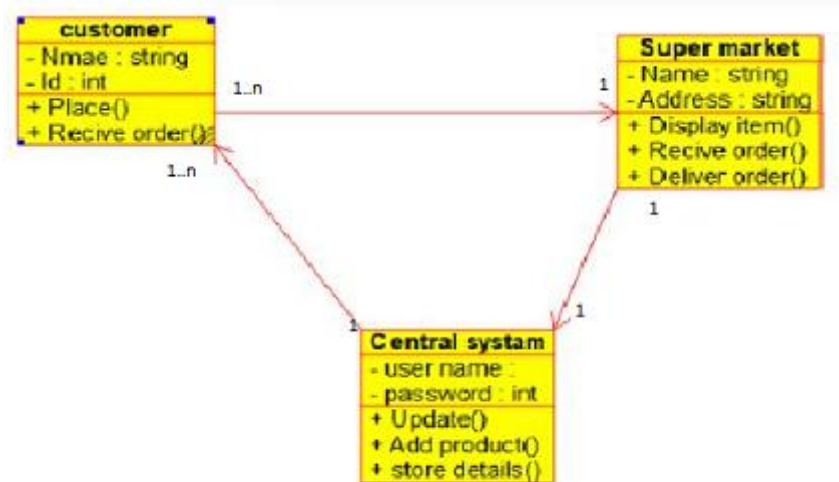 customer
- Nmae : string
- Id : int
+ Place()
+ Recive order()
1..n
1
Super market
- Name : string
-Address : string
+ Display item()
+ Recive order()
+ Deliver order()
1..n
1
1
1
Central systam
- user name :
- password : int
+ Update()
+ Add product()
+ store details()